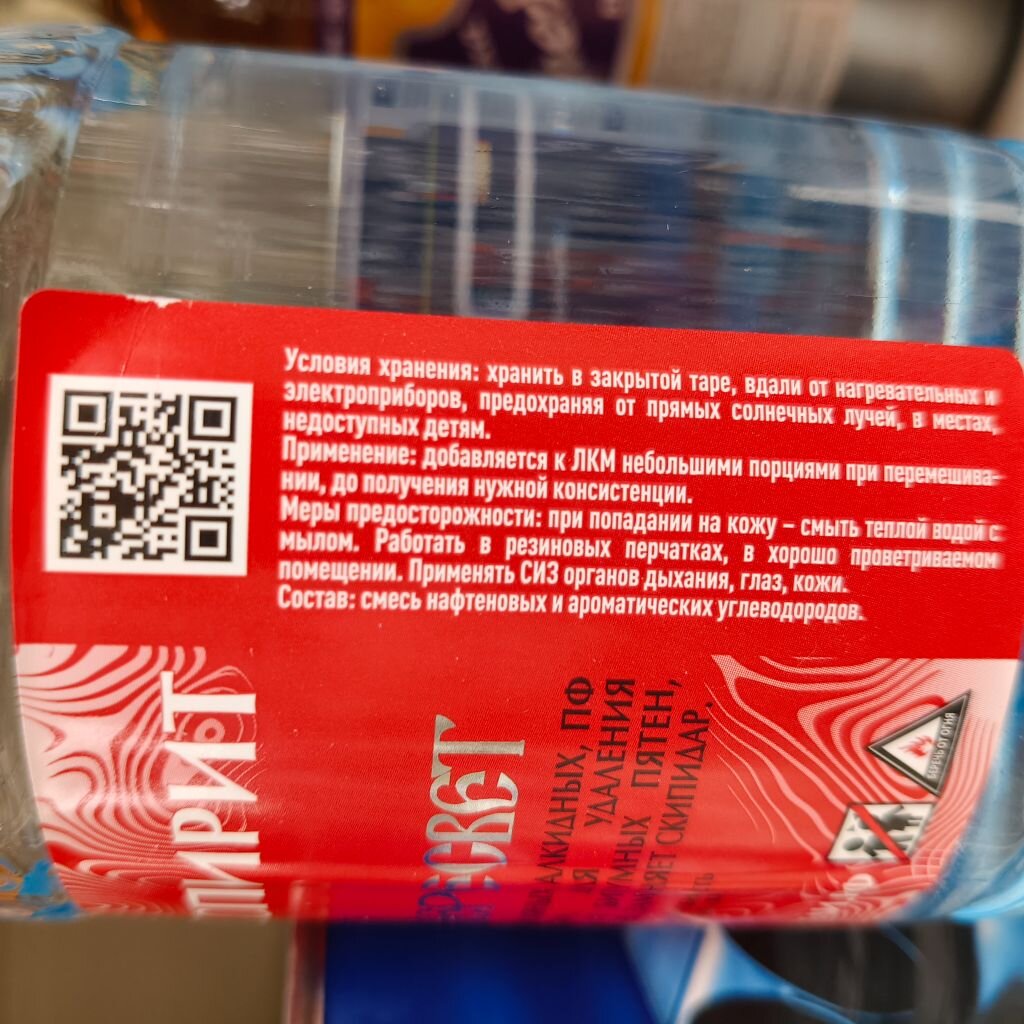 Условия хранения: хранить в закрытой таре, вдали от нагревательных и
электроприборов, предохраняя от прямых солнечных лучей, в местах,
недоступных детям.
Применение: добавляется к ЛКМ небольшими порциями при перемешива-
нии, до получения нужной консистенции.
Меры предосторожности: при попадании на кожу – смыть теплой водой с
мылом. Работать в резиновых перчатках, в хорошо проветриваемом
помещении. Применять СИЗ органов дыхания, глаз, кожи.
Состав: смесь нафтеновых и ароматических углеводородов.
ПИРИТ
СВЕТ
АЛКИДНЫХ, ПФ
УДАЛЕНИЯ
ПЯТЕН,
СКИПИДАР.
БЕРЕЧЬ ОТ ОГНЯ